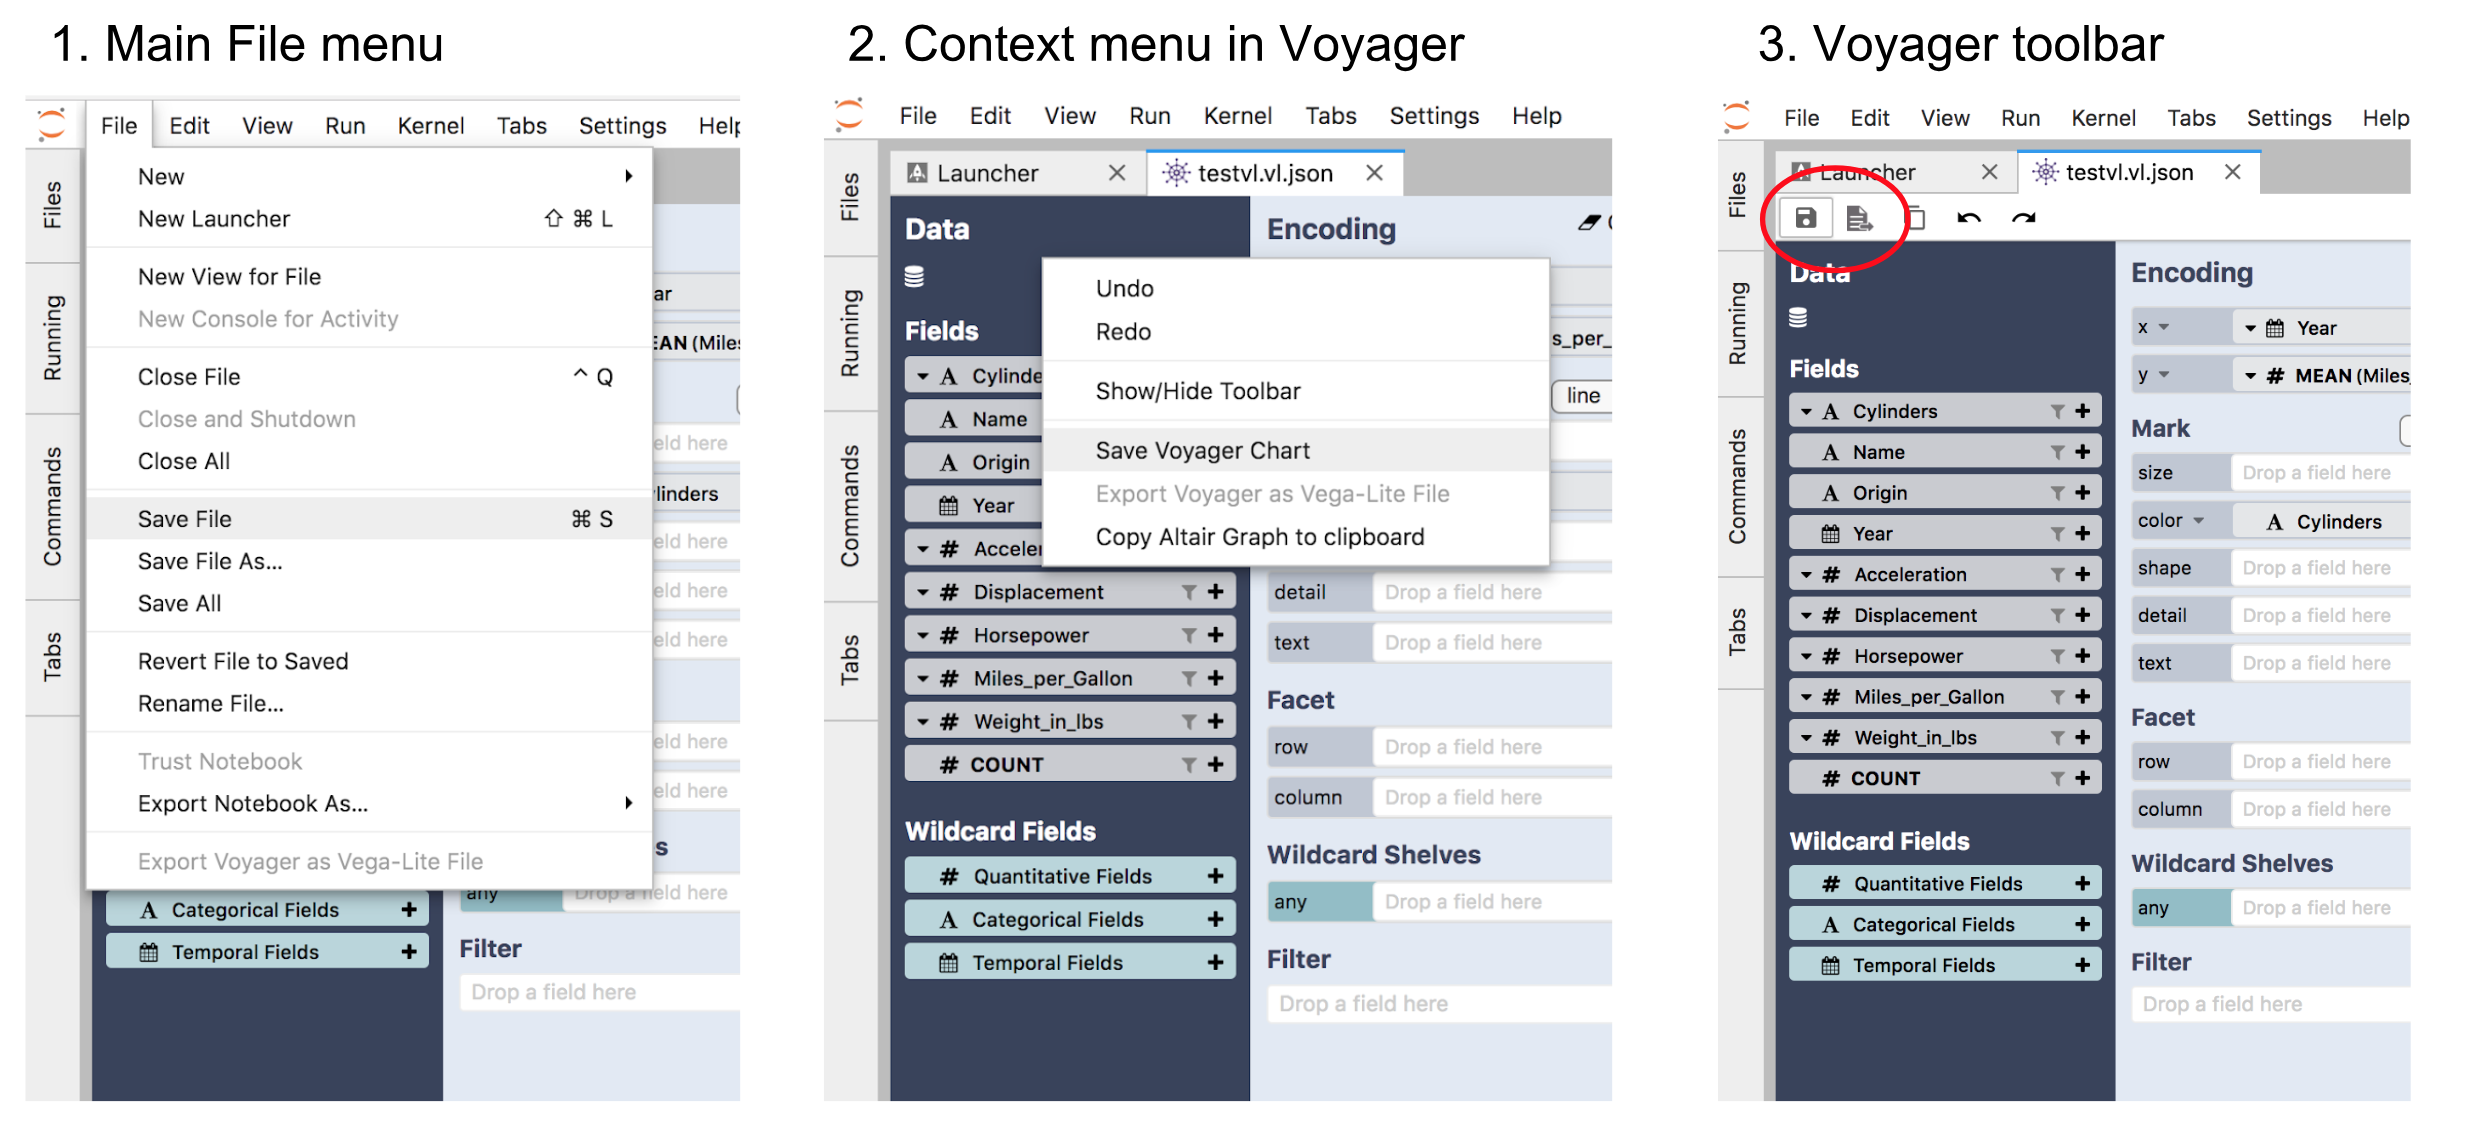 1. Main File menu
File Edit View Run Kernel Tabs Settings Help
Files
Running
Commands
Tabs
New
New Launcher ⇧ ⌘ L
New View for File
New Console for Activity
Close File ^ Q
Close and Shutdown
Close All
Save File ⌘ S
Save File As...
Save All
Revert File to Saved
Rename File...
Trust Notebook
Export Notebook As...
Export Voyager as Vega-Lite File
ar
EAN (Miles
eld here
linders
eld here
eld here
eld here
eld here
eld here
s
any Drop a field here
Categorical Fields
Temporal Fields
Filter
Drop a field here
2. Context menu in Voyager
File Edit View Run Kernel Tabs Settings Help
Files
Running
Commands
Tabs
Launcher
testvl.vl.json
Data
Fields
Cylinde
A Name
A Origin
Year
# Acceler
# Displacement
# Horsepower
# Miles_per_Gallon
# Weight_in_lbs
# COUNT
Wildcard Fields
# Quantitative Fields
A Categorical Fields
Temporal Fields
Encoding
Undo
Redo
Show/Hide Toolbar
Save Voyager Chart
Export Voyager as Vega-Lite File
Copy Altair Graph to clipboard
s_per_
line
detail Drop a field here
text Drop a field here
Facet
row Drop a field here
column Drop a field here
Wildcard Shelves
any Drop a field here
Filter
Drop a field here
3. Voyager toolbar
File Edit View Run Kernel Tabs Settings Help
Files
Running
Commands
Tabs
Launcher
testvl.vl.json
Data
Fields
A Cylinders
A Name
A Origin
Year
# Acceleration
# Displacement
# Horsepower
# Miles_per_Gallon
# Weight_in_lbs
# COUNT
Wildcard Fields
# Quantitative Fields
A Categorical Fields
Temporal Fields
Encoding
x Year
y # MEAN (Miles_
Mark
size Drop a field here
color A Cylinders
shape Drop a field here
detail Drop a field here
text Drop a field here
Facet
row Drop a field here
column Drop a field here
Wildcard Shelves
any Drop a field here
Filter
Drop a field here